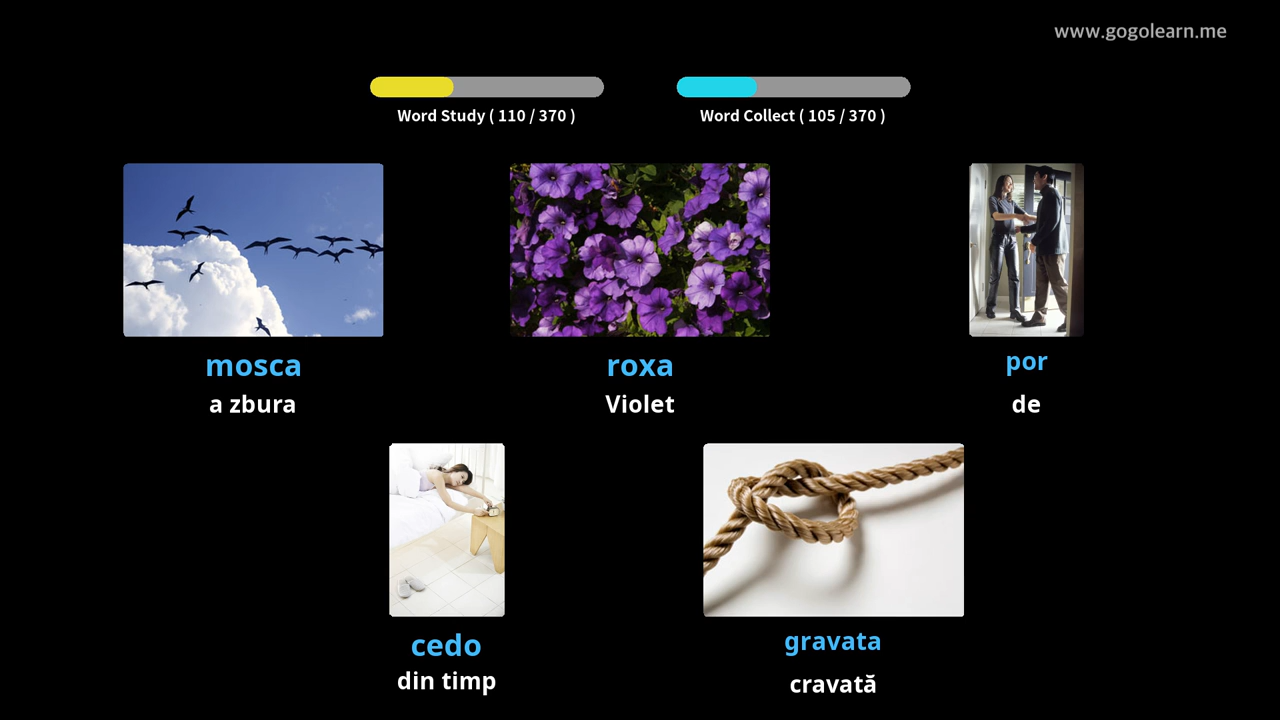 www.gogolearn.me
Word Study ( 110 / 370 )
Word Collect ( 105 / 370 )
mosca
a zbura
roxa
Violet
por
de
cedo
din timp
gravata
cravată